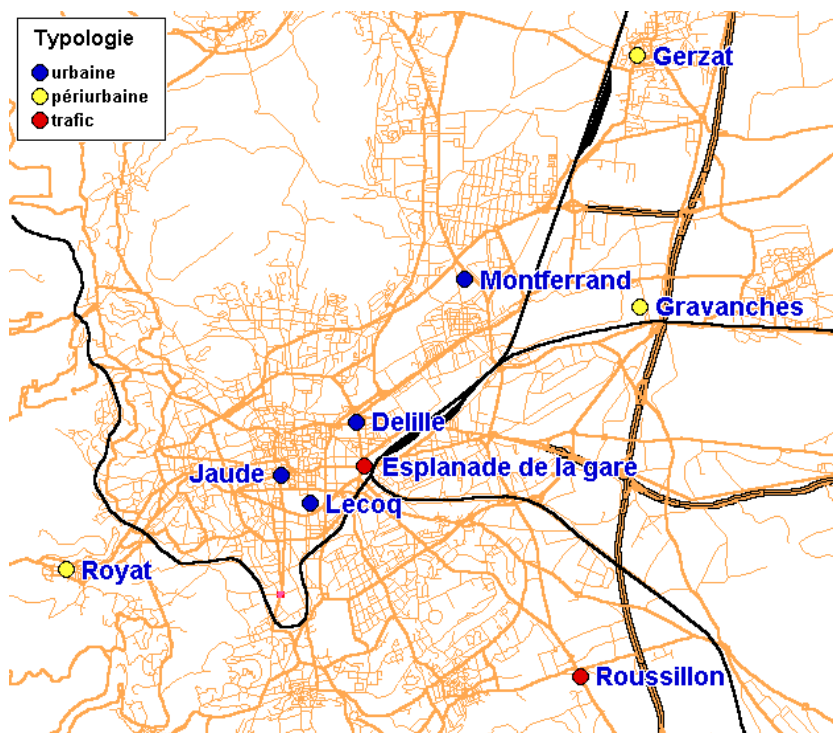 Typologie
urbaine
périurbaine
trafic
Gerzat
Montferrand
Gravanches
Delille
Esplanade de la gare
Jaude
Lecoq
Royat
Roussillon